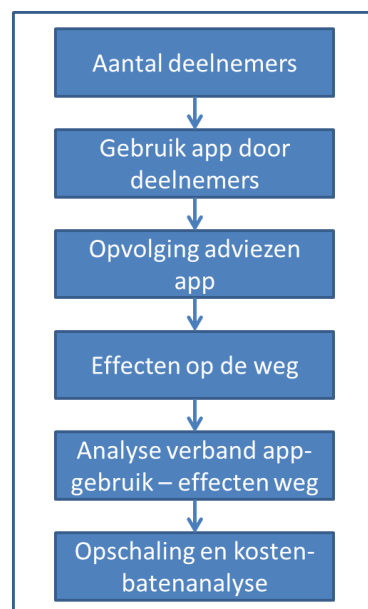 Aantal deelnemers
Gebruik app door
deelnemers
Opvolging adviezen
app
Effecten op de weg
Analyse verband app-
gebruik – effecten weg
Opschaling en kosten-
batenanalyse